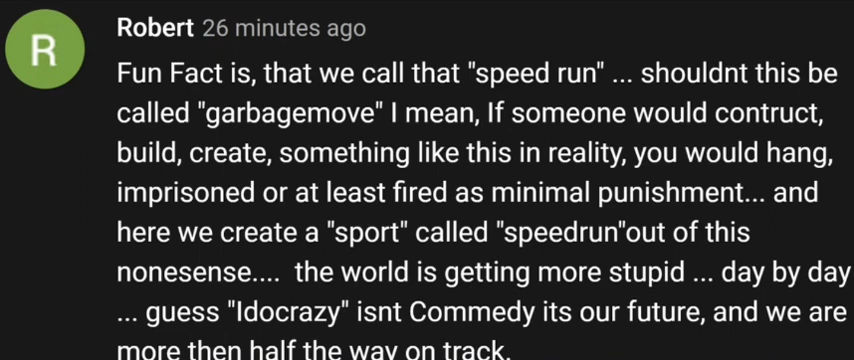 R
Robert 26 minutes ago
Fun Fact is, that we call that "speed run" ... shouldnt this be
called "garbagemove" I mean, If someone would contruct,
build, create, something like this in reality, you would hang,
imprisoned or at least fired as minimal punishment... and
here we create a "sport" called "speedrun"out of this
nonesense.... the world is getting more stupid ... day by day
... guess "Idocrazy" isnt Commedy its our future, and we are
more then half the way on track.